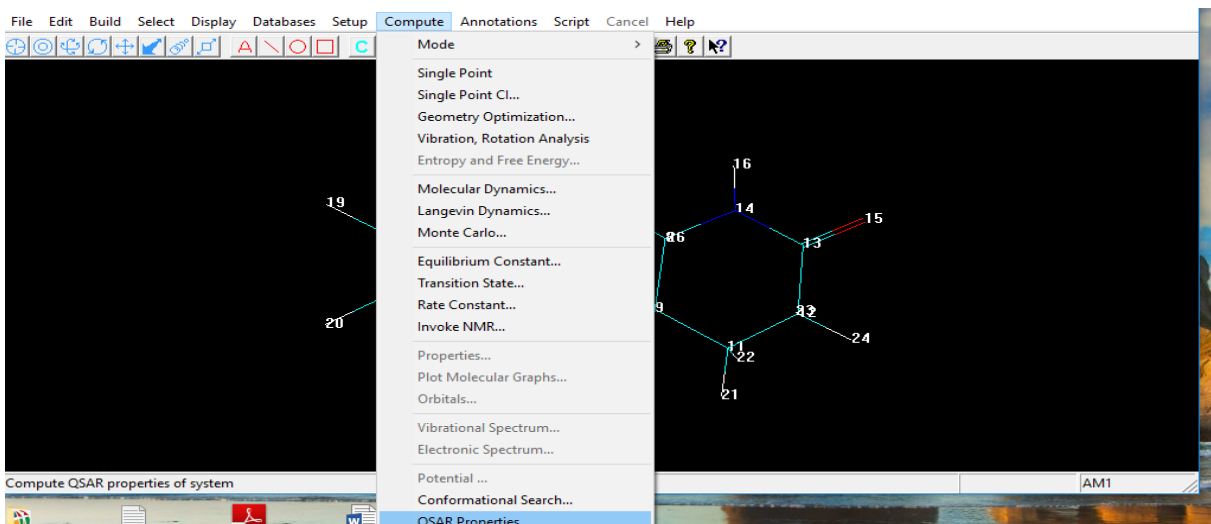 File Edit Build Select Display Databases Setup Compute Annotations Script Cancel Help
A C ? ?
Mode >
Single Point
Single Point CI...
Geometry Optimization...
Vibration, Rotation Analysis
Entropy and Free Energy...
Molecular Dynamics...
Langevin Dynamics...
Monte Carlo...
Equilibrium Constant...
Transition State...
Rate Constant...
Invoke NMR...
Properties...
Plot Molecular Graphs...
Orbitals...
Vibrational Spectrum...
Electronic Spectrum...
Potential ...
Conformational Search...
QSAR Properties
16
19
14
15
13
9
20
24
11
22
21
Compute QSAR properties of system
AM1